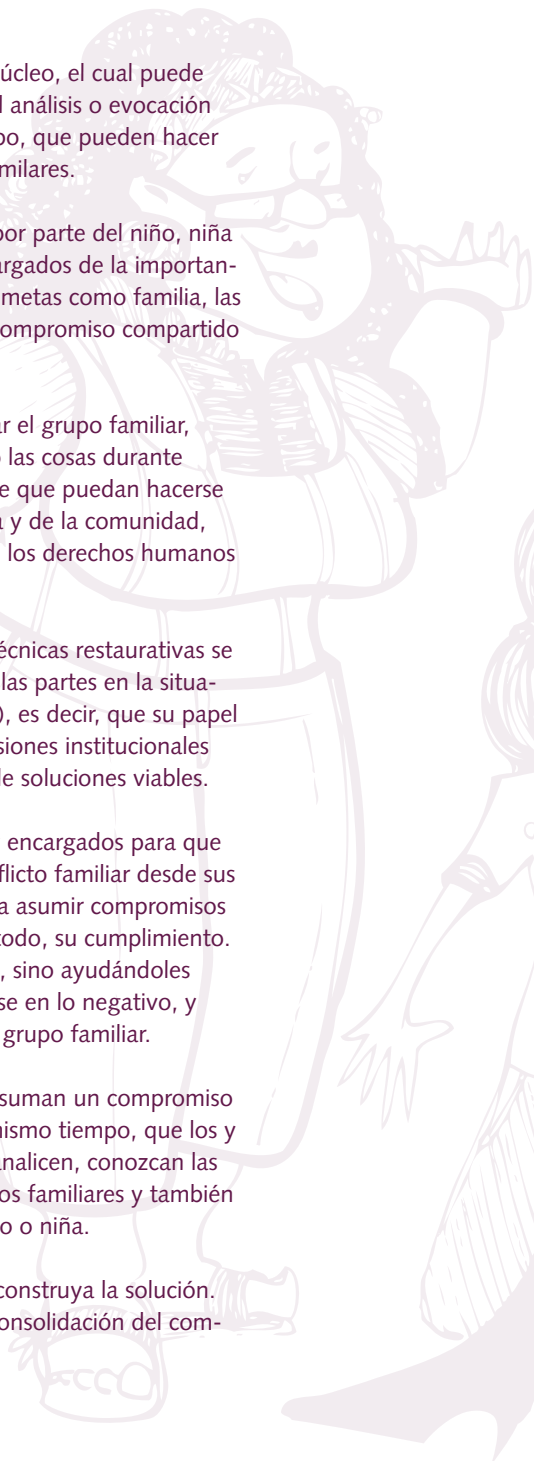 úcleo, el cual puede
l análisis o evocación
po, que pueden hacer
milares.
por parte del niño, niña
argados de la importan-
metas como familia, las
compromiso compartido
ar el grupo familiar,
o las cosas durante
e que puedan hacerse
a y de la comunidad,
los derechos humanos
écnicas restaurativas se
las partes en la situa-
), es decir, que su papel
siones institucionales
de soluciones viables.
encargados para que
flicto familiar desde sus
a asumir compromisos
todo, su cumplimiento.
, sino ayudándoles
se en lo negativo, y
grupo familiar.
suman un compromiso
mismo tiempo, que los y
analicen, conozcan las
os familiares y también
o o niña.
construya la solución.
onsolidación del com-